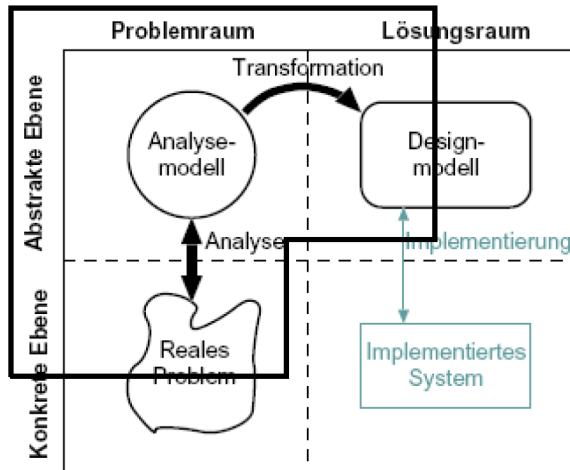 Problemraum
Lösungsraum
Abstrakte Ebene
Transformation
Analyse-
modell
Design-
modell
Analyse
Implementierung
Konkrete Ebene
Reales
Problem
Implementiertes
System